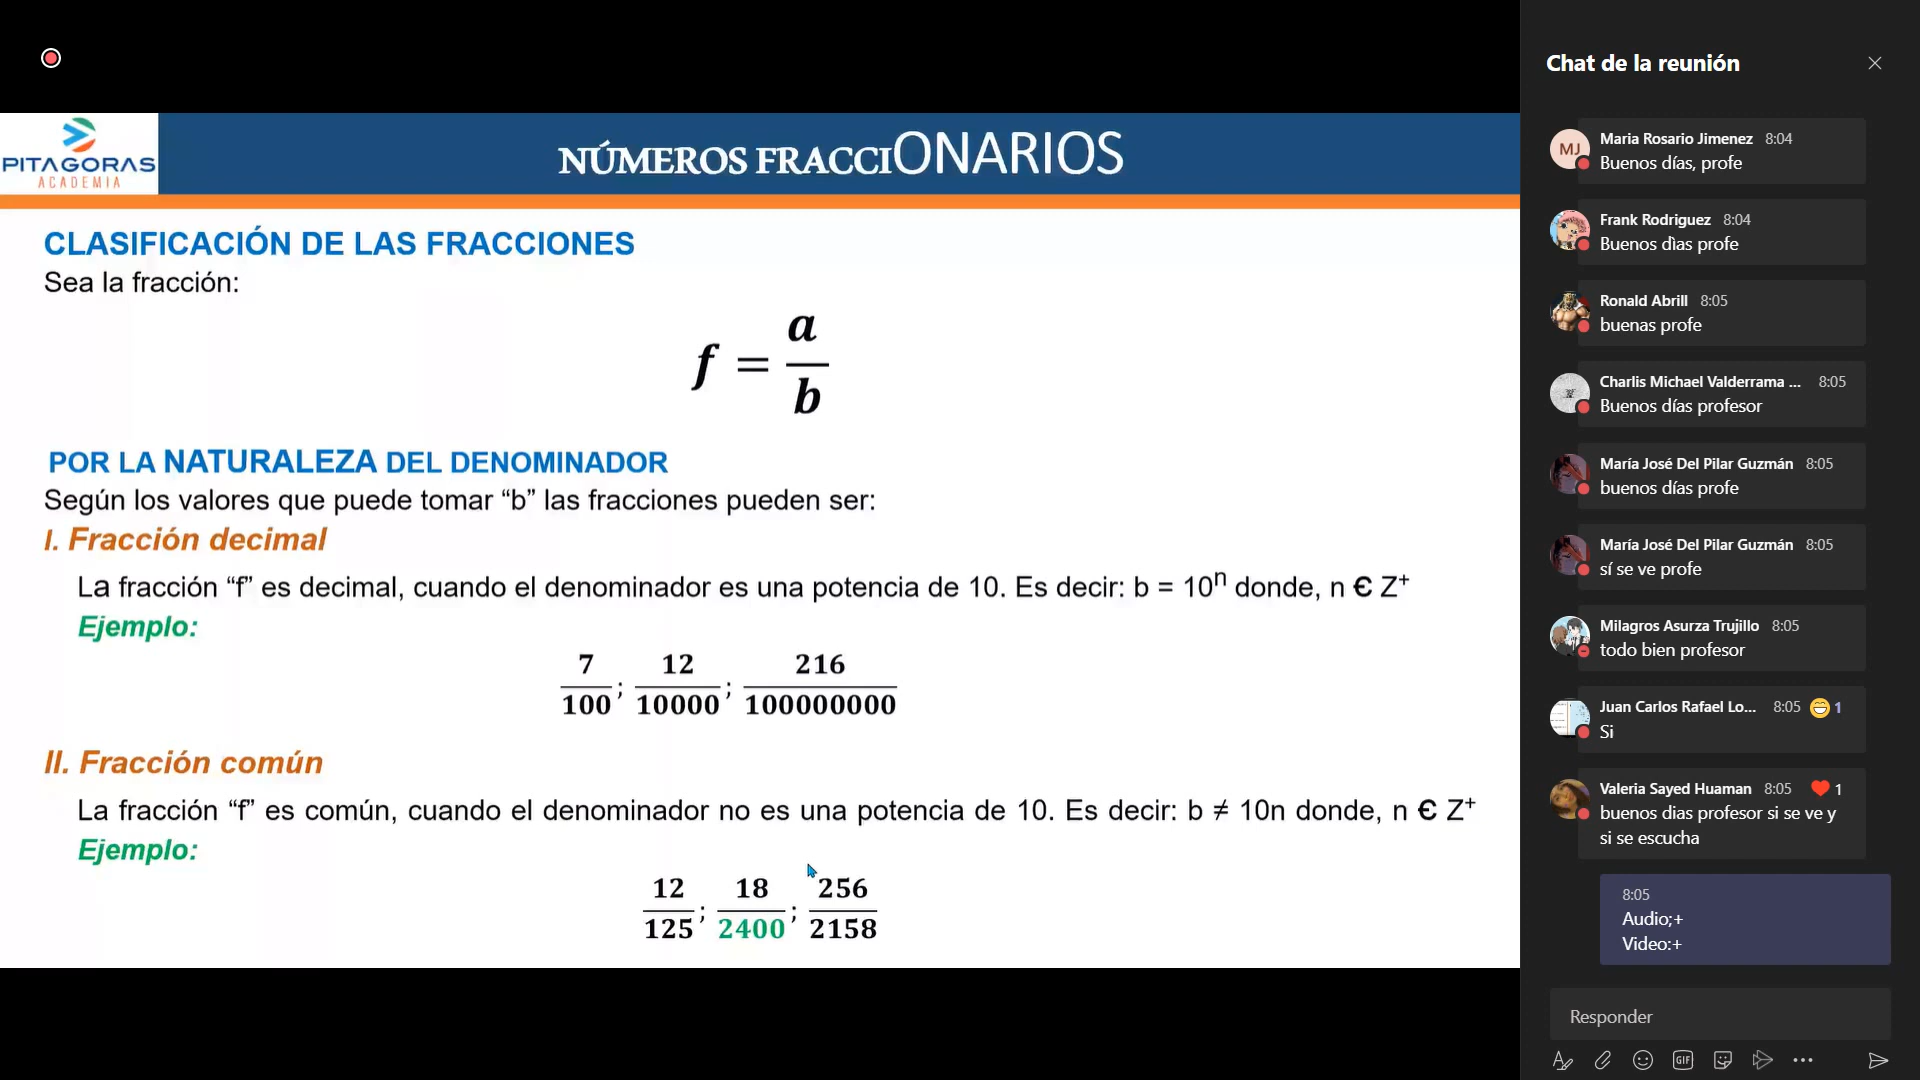 PITAGORAS
ACADEMIA
NÚMEROS FRACCIONARIOS
CLASIFICACIÓN DE LAS FRACCIONES
Sea la fracción:
f = a/b
POR LA NATURALEZA DEL DENOMINADOR
Según los valores que puede tomar “b” las fracciones pueden ser:
I. Fracción decimal
La fracción “f” es decimal, cuando el denominador es una potencia de 10. Es decir: b = 10ⁿ donde, n Є Z⁺
Ejemplo:
7/100 ; 12/10000 ; 216/100000000
II. Fracción común
La fracción “f” es común, cuando el denominador no es una potencia de 10. Es decir: b ≠ 10n donde, n Є Z⁺
Ejemplo:
12/125 ; 18/2400 ; 256/2158
Chat de la reunión
MJ
Maria Rosario Jimenez 8:04
Buenos días, profe
Frank Rodriguez 8:04
Buenos dìas profe
Ronald Abrill 8:05
buenas profe
Charlis Michael Valderrama ... 8:05
Buenos días profesor
María José Del Pilar Guzmán 8:05
buenos días profe
María José Del Pilar Guzmán 8:05
sí se ve profe
Milagros Asurza Trujillo 8:05
todo bien profesor
Juan Carlos Rafael Lo... 8:05 😄 1
Si
Valeria Sayed Huaman 8:05 ❤️ 1
buenos dias profesor si se ve y
si se escucha
8:05
Audio;+
Video:+
Responder
GIF